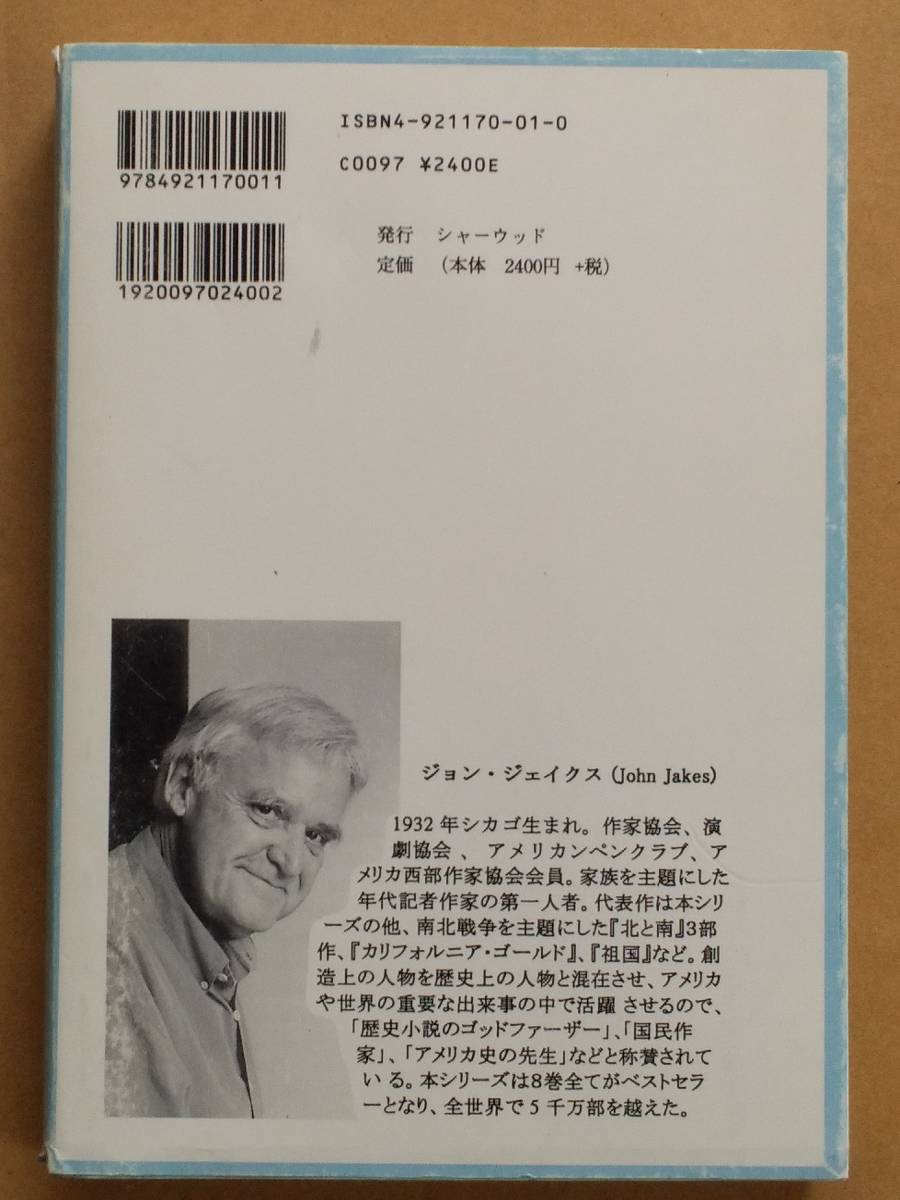 ISBN4-921170-01-0
C0097 ¥2400E
9784921170011
1920097024002
発行　シャーウッド
定価　（本体　2400円　+税）
ジョン・ジェイクス（John Jakes）
1932 年シカゴ生まれ。作家協会、演
劇協会 、 アメリカンペンクラブ、ア
メリカ西部作家協会会員。家族を主題にした
年代記者作家の第一人者。代表作は本シリ
ーズの他、南北戦争を主題にした『北と南』3部
作、『カリフォルニア・ゴールド』、『祖国』など。創
造上の人物を歴史上の人物と混在させ、アメリカ
や世界の重要な出来事の中で活躍 させるので、
「歴史小説のゴッドファーザー」、「国民作
家」、「アメリカ史の先生」などと称賛されて
い る。本シリーズは8巻全てがベストセラ
ーとなり、全世界で 5 千万部を越えた。